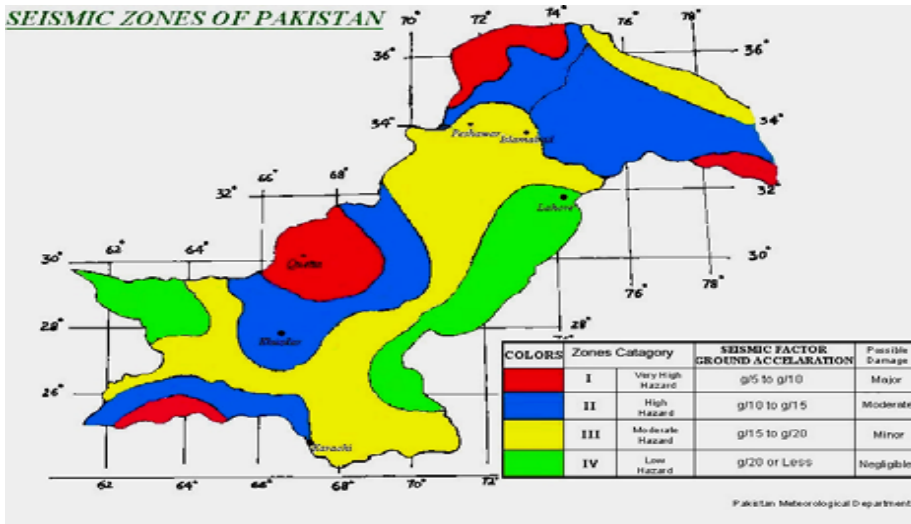 SEISMIC ZONES OF PAKISTAN
70° 72° 74° 76° 78°
36° 36°
34° 34°
Peshawar Islamabad
66° 68°
32° 32°
Lahore
62° 64°
30° 30°
Quetta
76° 78°
28° 28°
Khuzdar
26°
Karachi
62 64° 66° 68° 70° 72°
COLORS Zones Catagory SEISMIC FACTOR GROUND ACCELARATION Possible Damage
I Very High Hazard g/5 to g/10 Major
II High Hazard g/10 to g/15 Moderate
III Moderate Hazard g/15 to g/20 Minor
IV Low Hazard g/20 or Less Negligible
Pakistan Meteorological Department